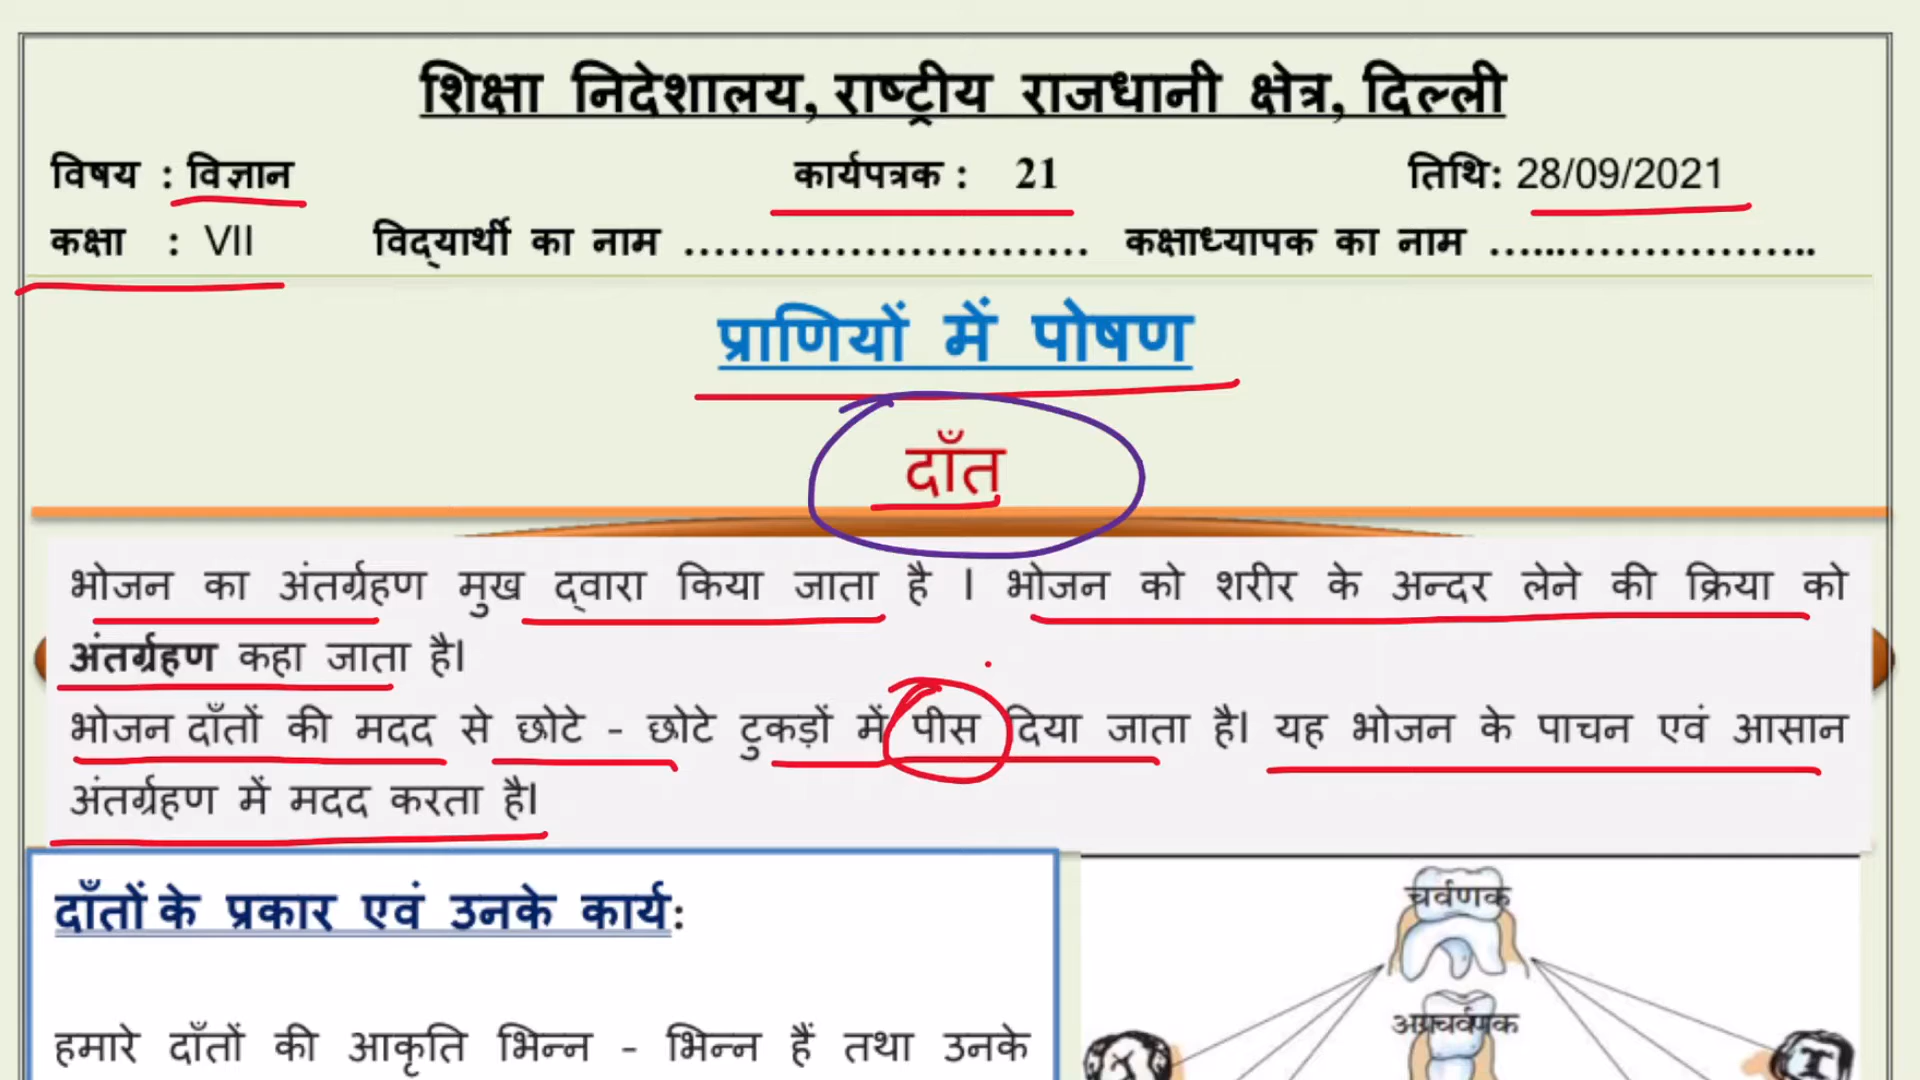 शिक्षा निदेशालय, राष्ट्रीय राजधानी क्षेत्र, दिल्ली
विषय : विज्ञान कार्यपत्रक : 21 तिथि: 28/09/2021
कक्षा : VII विद्यार्थी का नाम ........................... कक्षाध्यापक का नाम ......................
प्राणियों में पोषण
दाँत
भोजन का अंतर्ग्रहण मुख द्वारा किया जाता है । भोजन को शरीर के अन्दर लेने की क्रिया को
अंतर्ग्रहण कहा जाता है।
भोजन दाँतों की मदद से छोटे - छोटे टुकड़ों में पीस दिया जाता है। यह भोजन के पाचन एवं आसान
अंतर्ग्रहण में मदद करता है।
दाँतों के प्रकार एवं उनके कार्य:
हमारे दाँतों की आकृति भिन्न - भिन्न हैं तथा उनके
चर्वणक
अग्रचर्वणक